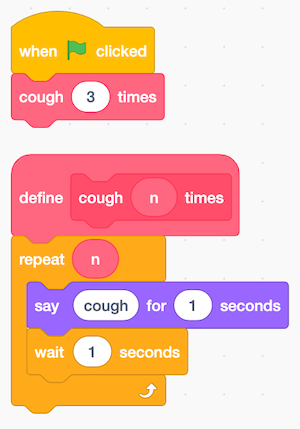 when clicked
cough 3 times
define cough n times
repeat n
say cough for 1 seconds
wait 1 seconds